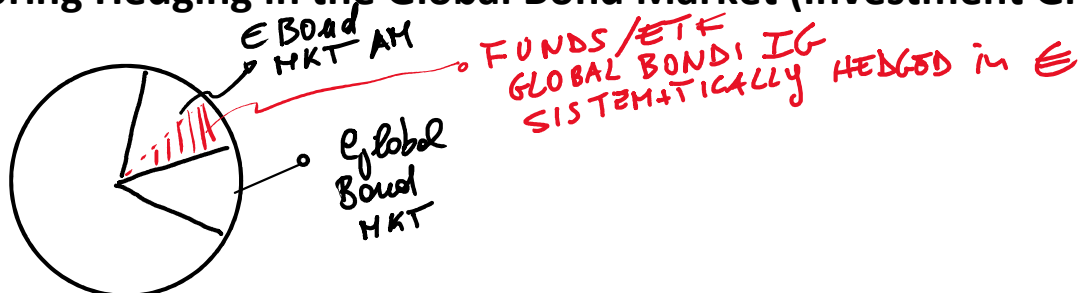 oring Hedging in the Global Bond Market (Investment G
€ Bond
MKT AM
FUNDS/ETF
GLOBAL BONDI IG
SISTEMATICALLY HEDGED in €
Global
Bond
MKT